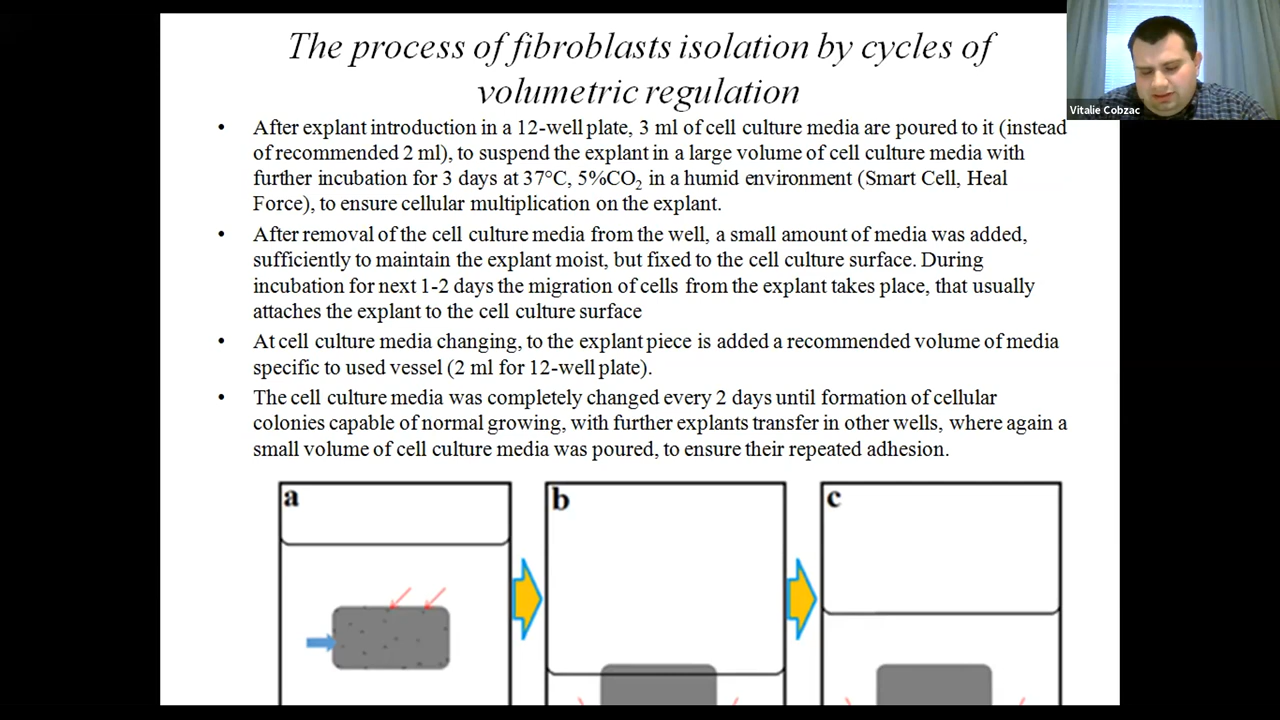 The process of fibroblasts isolation by cycles of
volumetric regulation
Vitalie Cobzac
• After explant introduction in a 12-well plate, 3 ml of cell culture media are poured to it (instead
of recommended 2 ml), to suspend the explant in a large volume of cell culture media with
further incubation for 3 days at 37°C, 5%CO₂ in a humid environment (Smart Cell, Heal
Force), to ensure cellular multiplication on the explant.
• After removal of the cell culture media from the well, a small amount of media was added,
sufficiently to maintain the explant moist, but fixed to the cell culture surface. During
incubation for next 1-2 days the migration of cells from the explant takes place, that usually
attaches the explant to the cell culture surface
• At cell culture media changing, to the explant piece is added a recommended volume of media
specific to used vessel (2 ml for 12-well plate).
• The cell culture media was completely changed every 2 days until formation of cellular
colonies capable of normal growing, with further explants transfer in other wells, where again a
small volume of cell culture media was poured, to ensure their repeated adhesion.
a
b
c